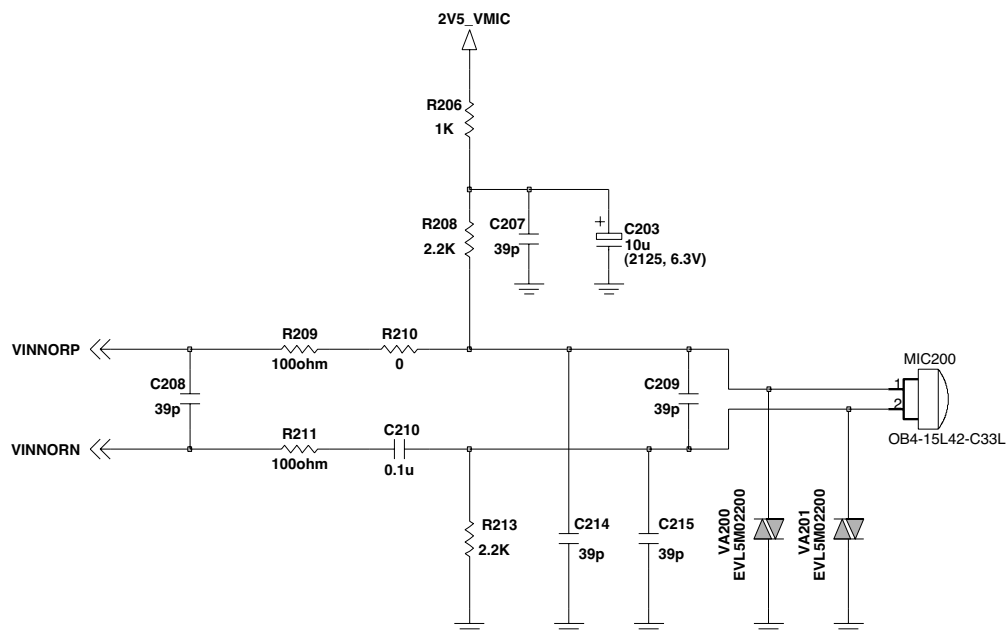 2V5_VMIC
R206
1K
R208
2.2K
C207
39p
+
C203
10u
(2125, 6.3V)
VINNORP
R209
100ohm
R210
0
C208
39p
C209
39p
MIC200
1
2
OB4-15L42-C33L
VINNORN
R211
100ohm
C210
0.1u
R213
2.2K
C214
39p
C215
39p
VA200
EVL5M02200
VA201
EVL5M02200